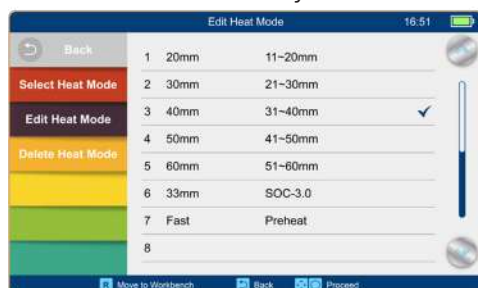 Edit Heat Mode 16:51
Back
Select Heat Mode
Edit Heat Mode
Delete Heat Mode
1 20mm 11~20mm
2 30mm 21~30mm
3 40mm 31~40mm
4 50mm 41~50mm
5 60mm 51~60mm
6 33mm SOC-3.0
7 Fast Preheat
8
R Move to Workbench Back Proceed